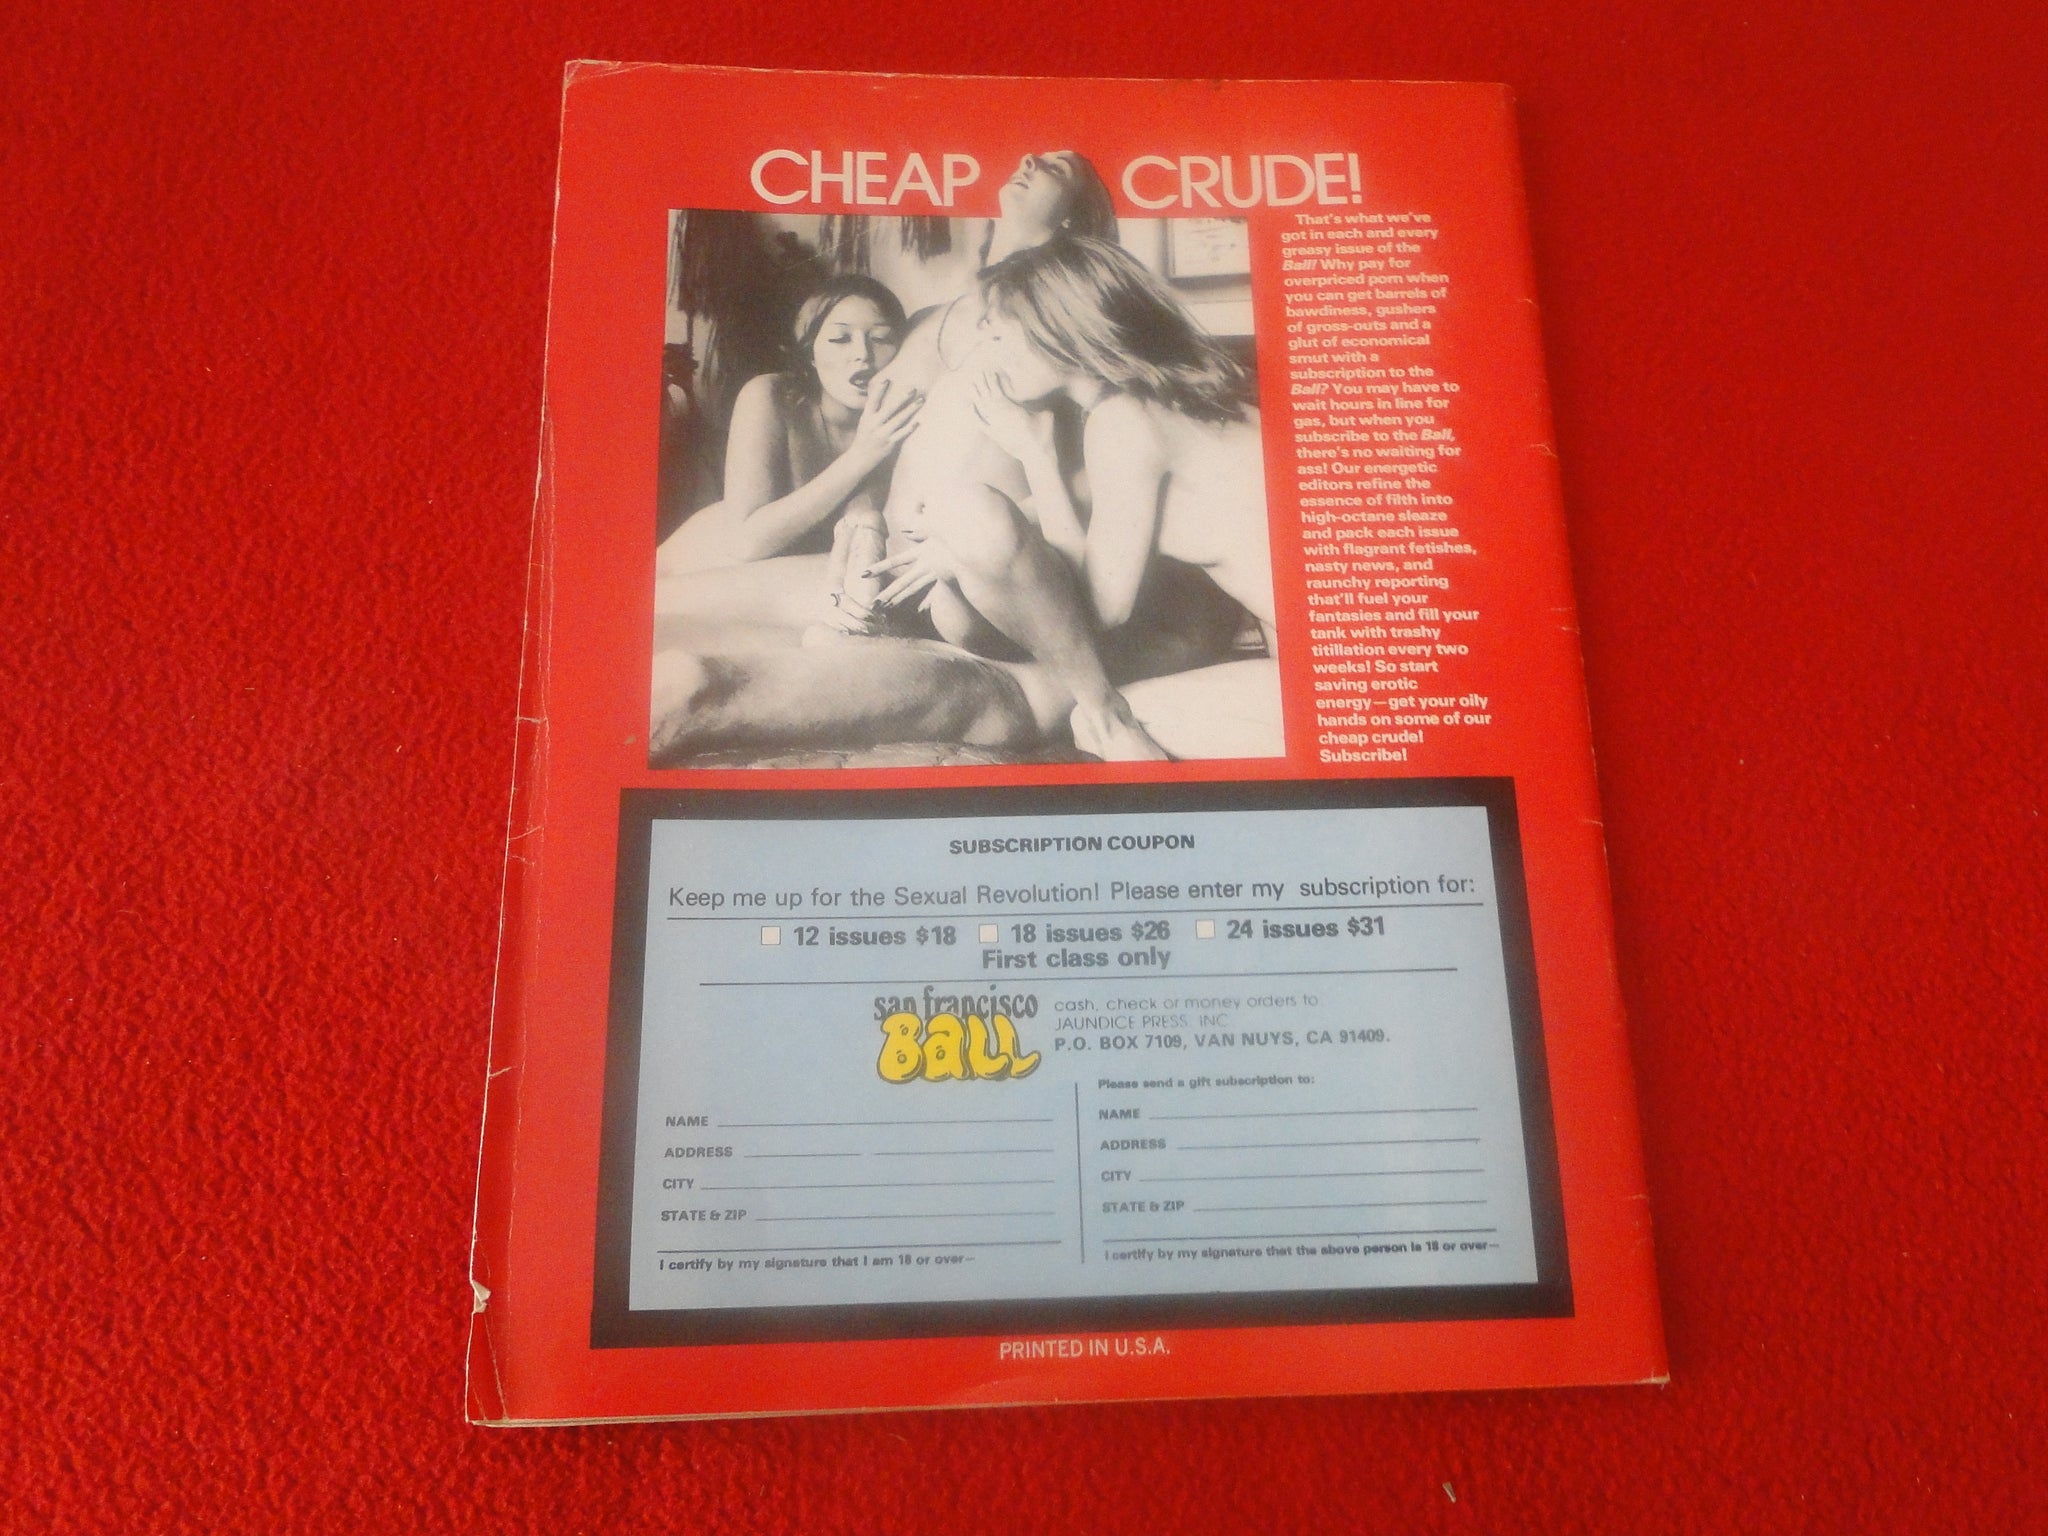 CHEAP CRUDE!
That's what we've
got in each and every
greasy issue of the
Ball! Why pay for
overpriced porn when
you can get barrels of
bawdiness, gushers
of gross-outs and a
glut of economical
smut with a
subscription to the
Ball? You may have to
wait hours in line for
gas, but when you
subscribe to the Ball,
there's no waiting for
ass! Our energetic
editors refine the
essence of filth into
high-octane sleaze
and pack each issue
with flagrant fetishes,
nasty news, and
raunchy reporting
that'll fuel your
fantasies and fill your
tank with trashy
titillation every two
weeks! So start
saving erotic
energy—get your oily
hands on some of our
cheap crude!
Subscribe!
SUBSCRIPTION COUPON
Keep me up for the Sexual Revolution! Please enter my subscription for:
12 issues $18 18 issues $26 24 issues $31
First class only
san francisco
BALL
cash, check or money orders to
JAUNDICE PRESS, INC.
P.O. BOX 7109, VAN NUYS, CA 91409.
NAME
ADDRESS
CITY
STATE & ZIP
I certify by my signature that I am 18 or over—
Please send a gift subscription to:
NAME
ADDRESS
CITY
STATE & ZIP
I certify by my signature that the above person is 18 or over—
PRINTED IN U.S.A.